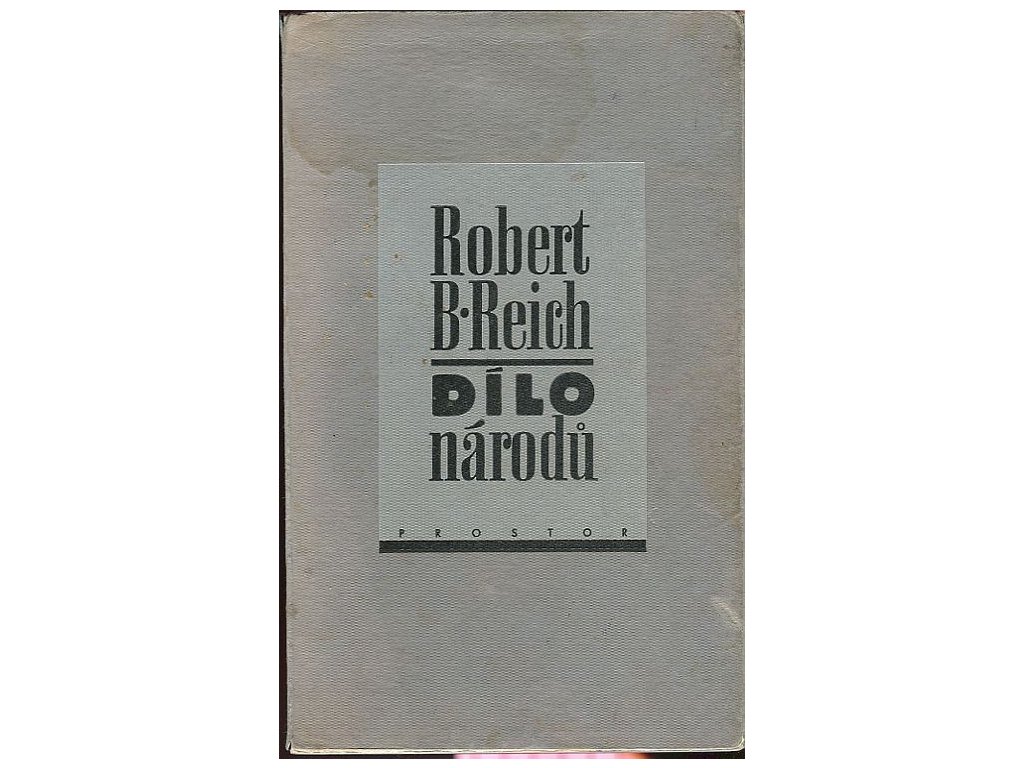 Robert
B·Reich
DÍLO
národů
PROSTOR